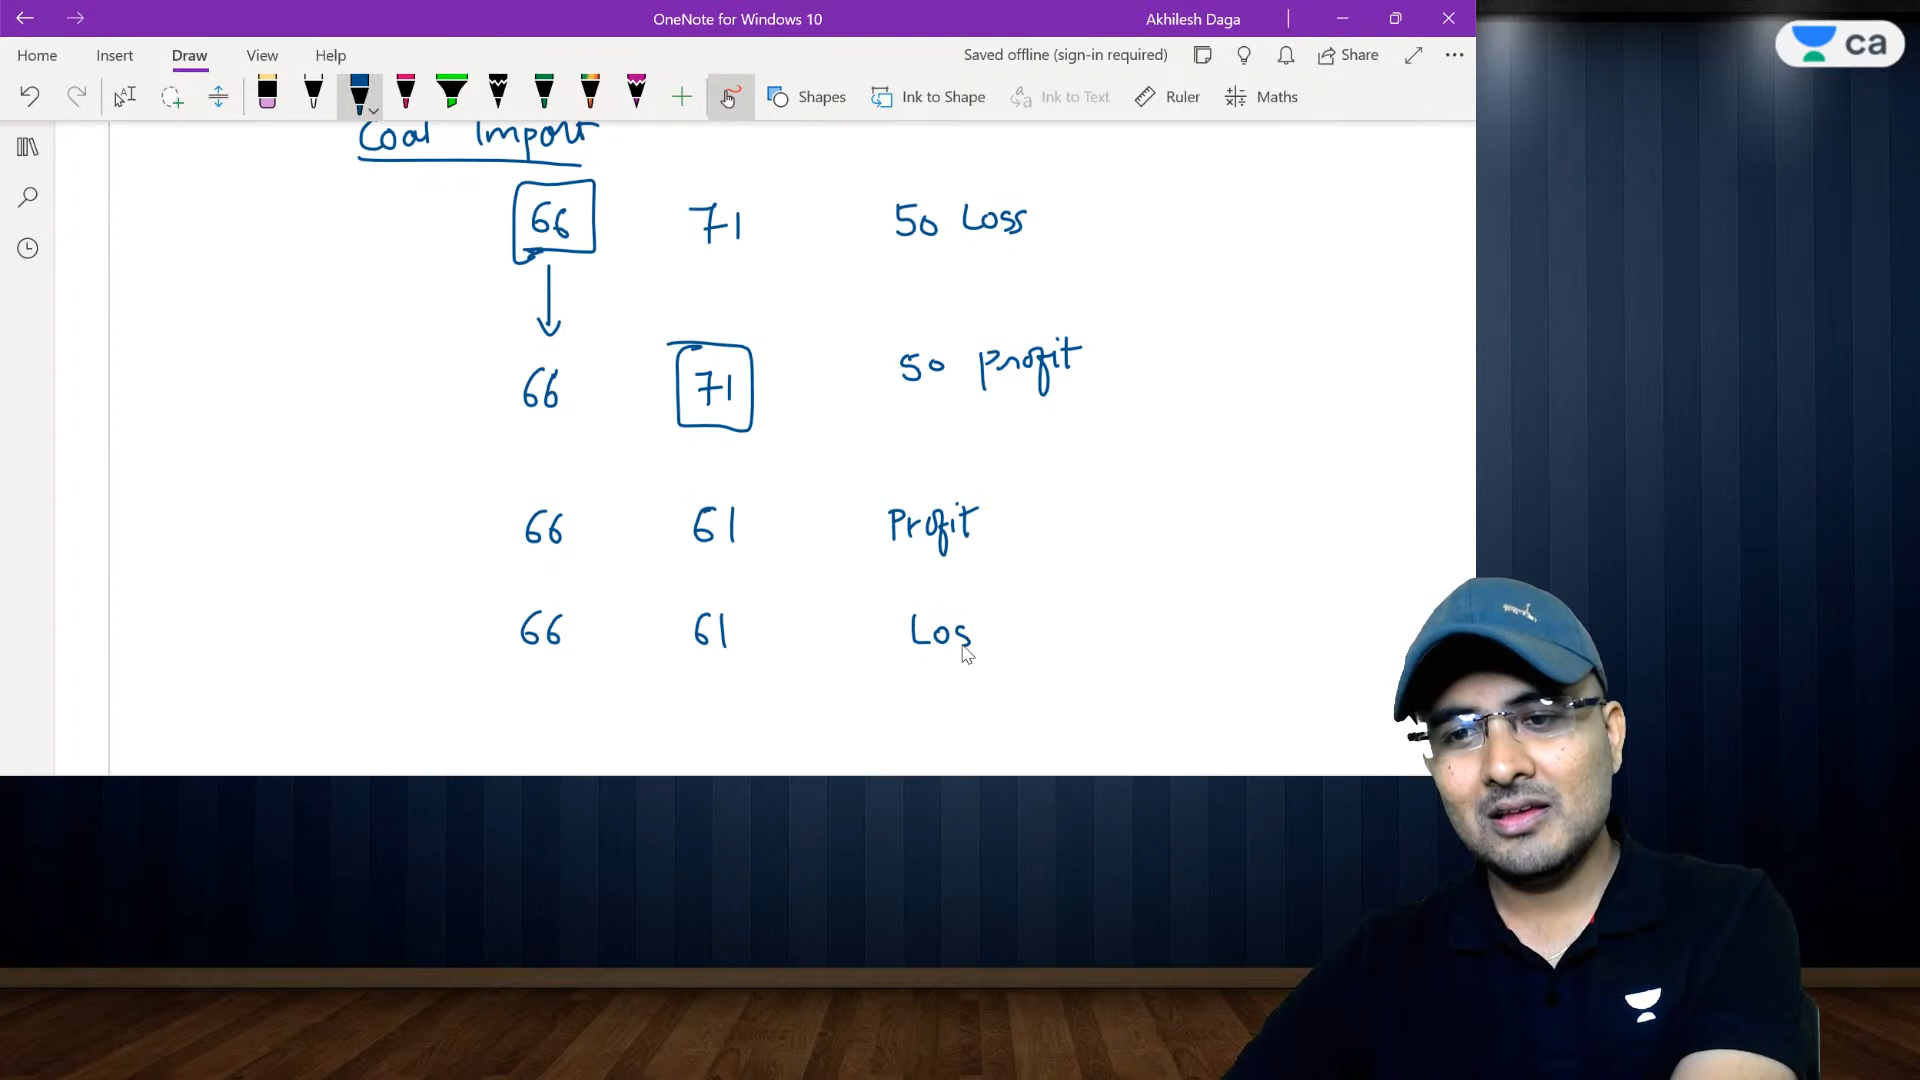 OneNote for Windows 10 Akhilesh Daga
ca
Home Insert Draw View Help Saved offline (sign-in required) Share
Shapes Ink to Shape Ink to Text Ruler Maths
Coal Import
66 71 50 Loss
66 71 50 Profit
66 61 Profit
66 61 Los